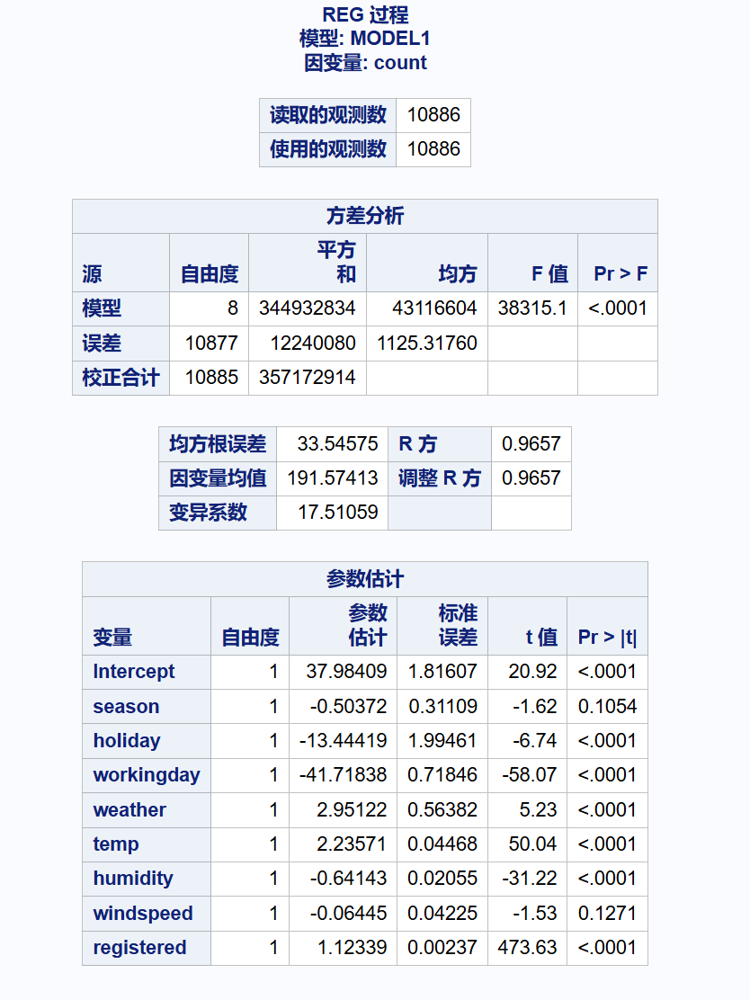 REG 过程
模型: MODEL1
因变量: count
读取的观测数 10886
使用的观测数 10886
方差分析
源 自由度 平方和 均方 F 值 Pr > F
模型 8 344932834 43116604 38315.1 <.0001
误差 10877 12240080 1125.31760
校正合计 10885 357172914
均方根误差 33.54575 R 方 0.9657
因变量均值 191.57413 调整 R 方 0.9657
变异系数 17.51059
参数估计
变量 自由度 参数估计 标准误差 t 值 Pr > |t|
Intercept 1 37.98409 1.81607 20.92 <.0001
season 1 -0.50372 0.31109 -1.62 0.1054
holiday 1 -13.44419 1.99461 -6.74 <.0001
workingday 1 -41.71838 0.71846 -58.07 <.0001
weather 1 2.95122 0.56382 5.23 <.0001
temp 1 2.23571 0.04468 50.04 <.0001
humidity 1 -0.64143 0.02055 -31.22 <.0001
windspeed 1 -0.06445 0.04225 -1.53 0.1271
registered 1 1.12339 0.00237 473.63 <.0001